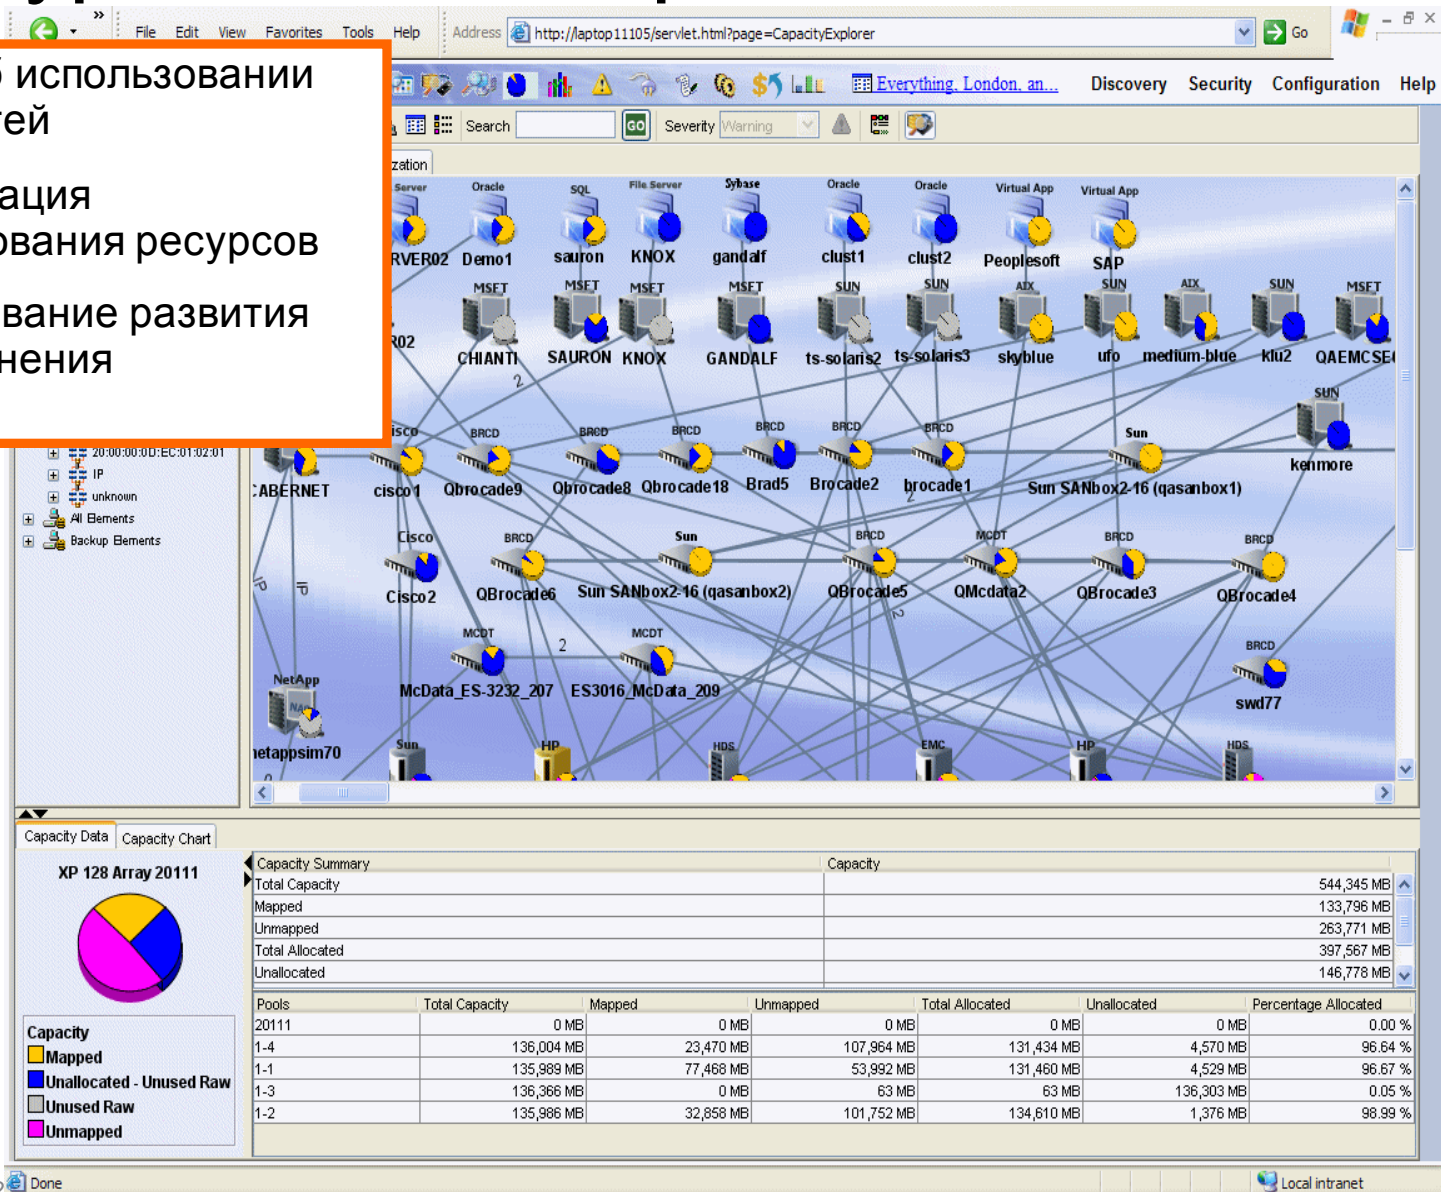 »
File Edit View Favorites Tools Help Address http://laptop11105/servlet.html?page=CapacityExplorer Go
использовании
тей
ация
ования ресурсов
вание развития
нения
Everything, London, an... Discovery Security Configuration Help
Search GO Severity Warning
zation
Server Oracle SQL File Server Sybase Oracle Oracle Virtual App Virtual App
RVER02 Demo1 sauron KNOX gandalf clust1 clust2 Peoplesoft SAP
MSFT MSFT MSFT MSFT SUN SUN AIX SUN AIX SUN MSFT
R02 CHIANTI SAURON KNOX GANDALF ts-solaris2 ts-solaris3 skyblue ufo medium-blue klu2 QAEMCSE
2
SUN
kenmore
isco BRCD BRCD BRCD BRCD BRCD BRCD Sun
CABERNET cisco1 Qbrocade9 Qbrocade8 Qbrocade18 Brad5 Brocade2 brocade1 Sun SANbox2-16 (qasanbox1)
2
20:00:00:0D:EC:01:02:01
IP
unknown
All Elements
Backup Elements
Cisco BRCD Sun BRCD MCDT BRCD BRCD
Cisco2 QBrocade6 Sun SANbox2-16 (qasanbox2) QBrocade5 QMcdata2 QBrocade3 QBrocade4
IP IP
2
MCDT 2 MCDT BRCD
McData_ES-3232_207 ES3016_McData_209 swd77
NetApp
NAS
netappsim70
Sun HP HDS EMC HP HDS
Capacity Data Capacity Chart
XP 128 Array 20111
Capacity
Mapped
Unallocated - Unused Raw
Unused Raw
Unmapped
Capacity Summary Capacity
Total Capacity 544,345 MB
Mapped 133,796 MB
Unmapped 263,771 MB
Total Allocated 397,567 MB
Unallocated 146,778 MB
Pools Total Capacity Mapped Unmapped Total Allocated Unallocated Percentage Allocated
20111 0 MB 0 MB 0 MB 0 MB 0 MB 0.00 %
1-4 136,004 MB 23,470 MB 107,964 MB 131,434 MB 4,570 MB 96.64 %
1-1 135,989 MB 77,468 MB 53,992 MB 131,460 MB 4,529 MB 96.67 %
1-3 136,366 MB 0 MB 63 MB 63 MB 136,303 MB 0.05 %
1-2 135,986 MB 32,858 MB 101,752 MB 134,610 MB 1,376 MB 98.99 %
Done Local intranet